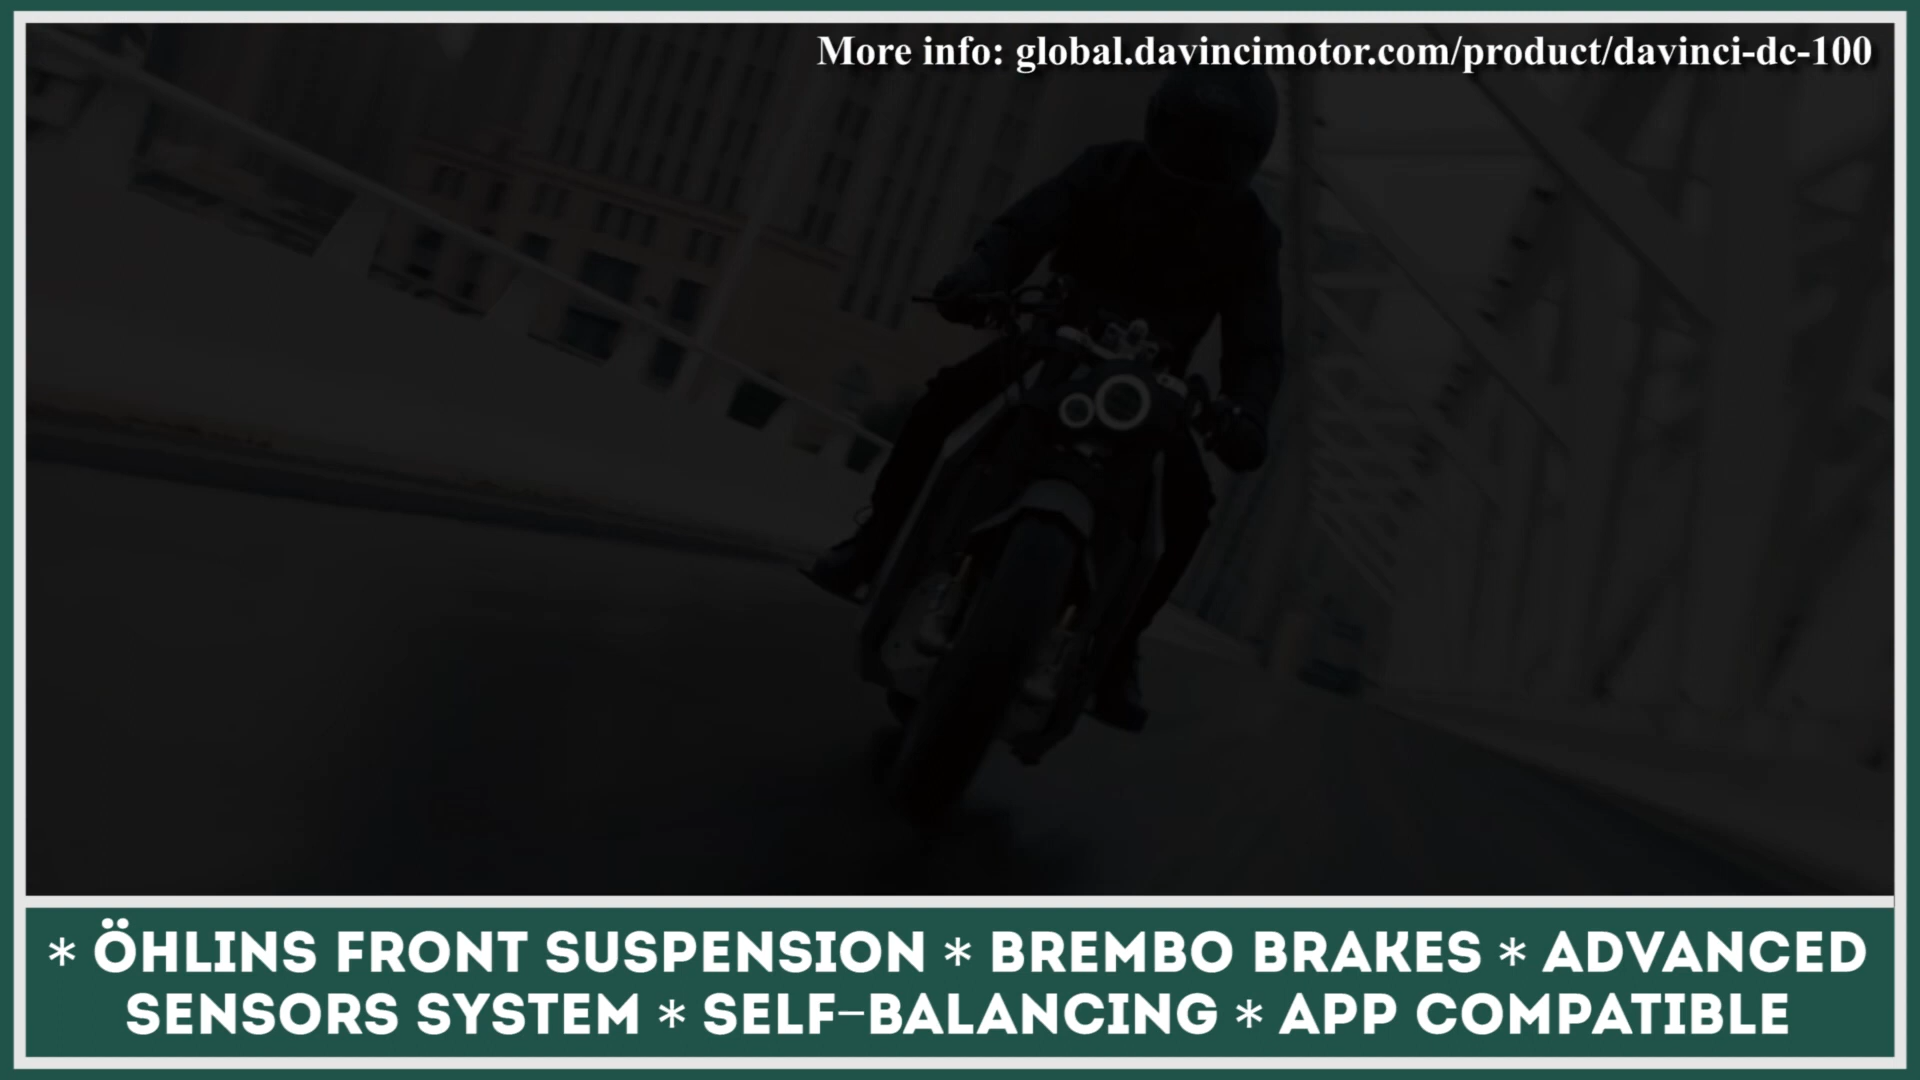 More info: global.davincimotor.com/product/davinci-dc-100
* ÖHLINS FRONT SUSPENSION * BREMBO BRAKES * ADVANCED
SENSORS SYSTEM * SELF-BALANCING * APP COMPATIBLE